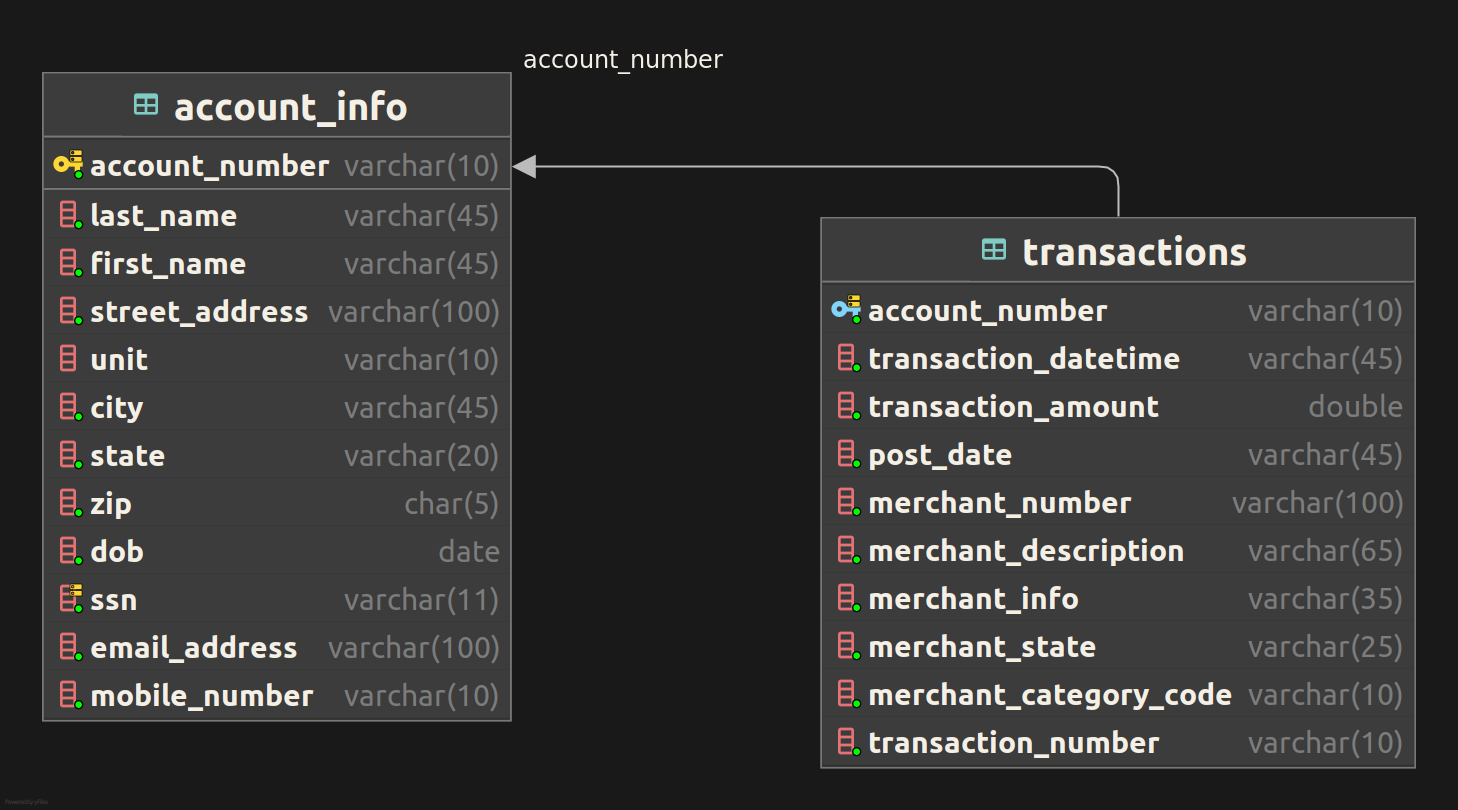 account_number
account_info
account_number varchar(10)
last_name varchar(45)
first_name varchar(45)
street_address varchar(100)
unit varchar(10)
city varchar(45)
state varchar(20)
zip char(5)
dob date
ssn varchar(11)
email_address varchar(100)
mobile_number varchar(10)
transactions
account_number varchar(10)
transaction_datetime varchar(45)
transaction_amount double
post_date varchar(45)
merchant_number varchar(100)
merchant_description varchar(65)
merchant_info varchar(35)
merchant_state varchar(25)
merchant_category_code varchar(10)
transaction_number varchar(10)